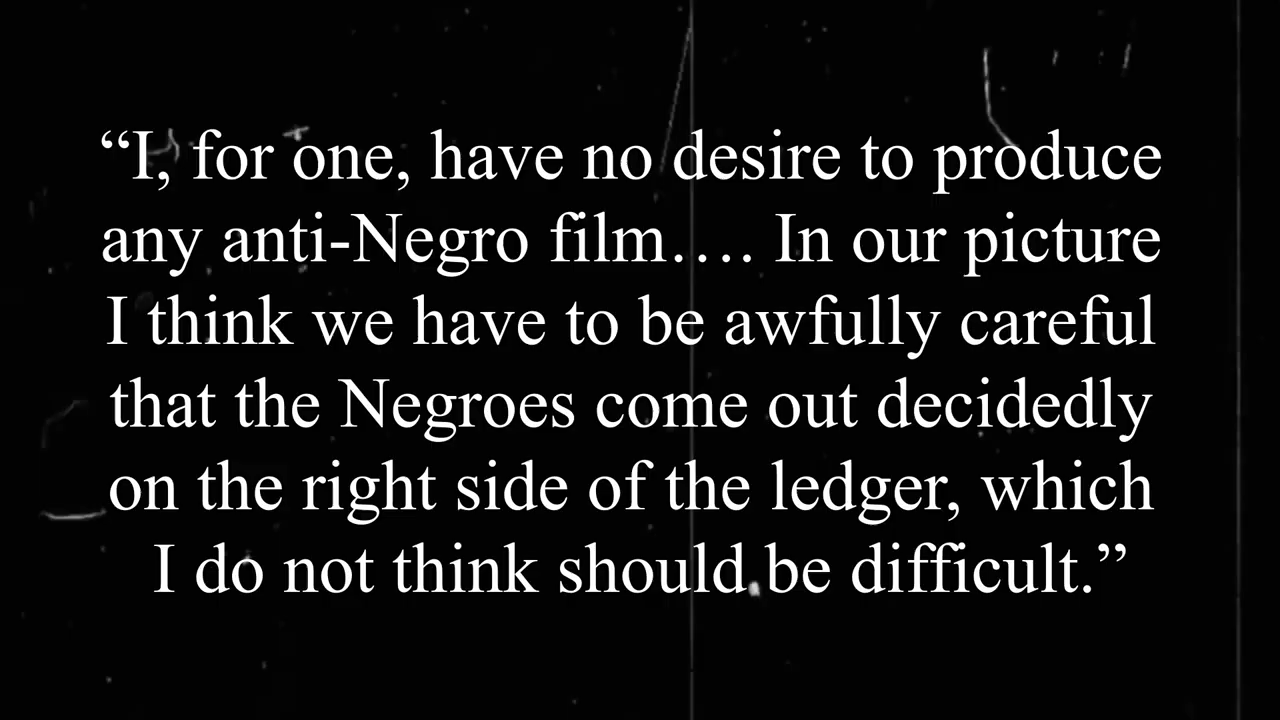 “I, for one, have no desire to produce
any anti-Negro film…. In our picture
I think we have to be awfully careful
that the Negroes come out decidedly
on the right side of the ledger, which
I do not think should be difficult.”